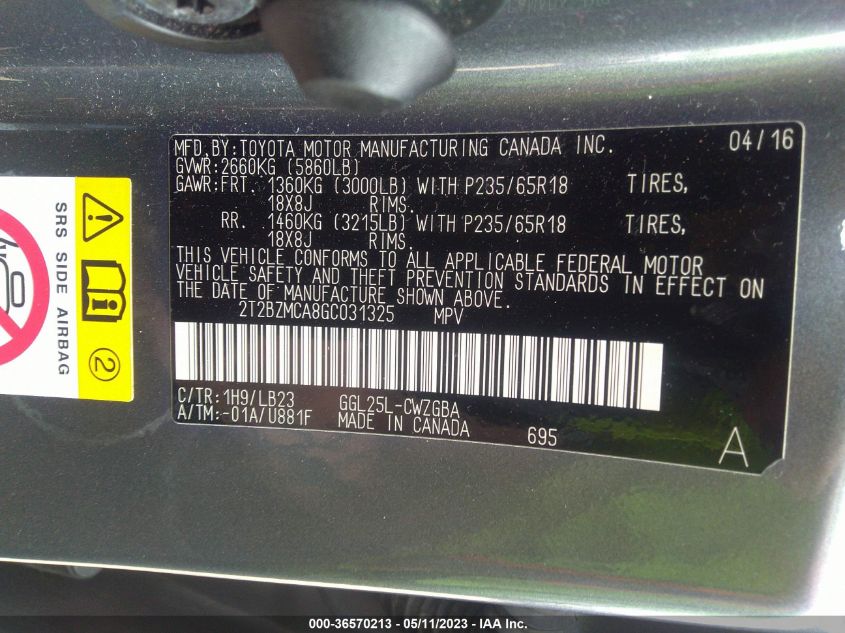 MFD.BY:TOYOTA MOTOR MANUFACTURING CANADA INC. 04/16
GVWR:2660KG (5860LB)
GAWR:FRT. 1360KG (3000LB) WITH P235/65R18 TIRES,
18X8J RIMS.
RR. 1460KG (3215LB) WITH P235/65R18 TIRES,
18X8J RIMS.
THIS VEHICLE CONFORMS TO ALL APPLICABLE FEDERAL MOTOR
VEHICLE SAFETY AND THEFT PREVENTION STANDARDS IN EFFECT ON
THE DATE OF MANUFACTURE SHOWN ABOVE.
2T2BZMCA8GC031325 MPV
C/TR:1H9/LB23 GGL25L-CWZGBA
A/TM:-01A/U881F MADE IN CANADA 695
A
SRS SIDE AIRBAG
2
000-36570213 - 05/11/2023 - IAA Inc.